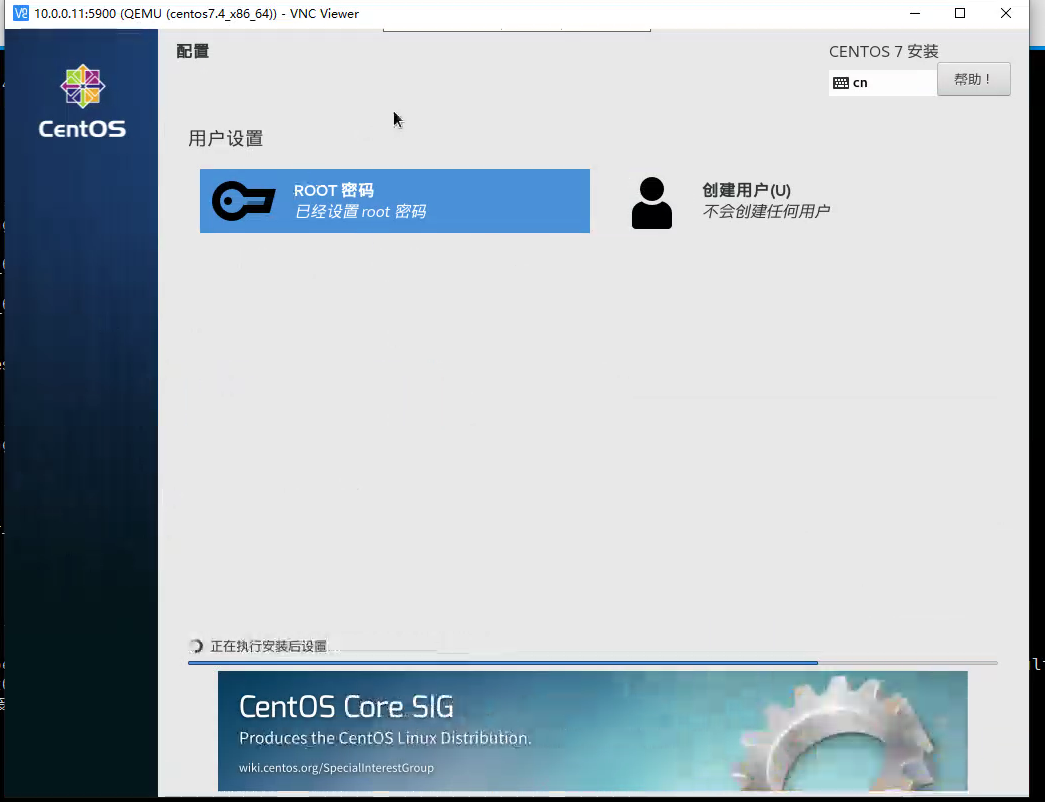 10.0.0.11:5900 (QEMU (centos7.4_x86_64)) - VNC Viewer
CentOS
配置
CENTOS 7 安装
cn
帮助！
用户设置
ROOT 密码
已经设置 root 密码
创建用户(U)
不会创建任何用户
正在执行安装后设置
CentOS Core SIG
Produces the CentOS Linux Distribution.
wiki.centos.org/SpecialInterestGroup